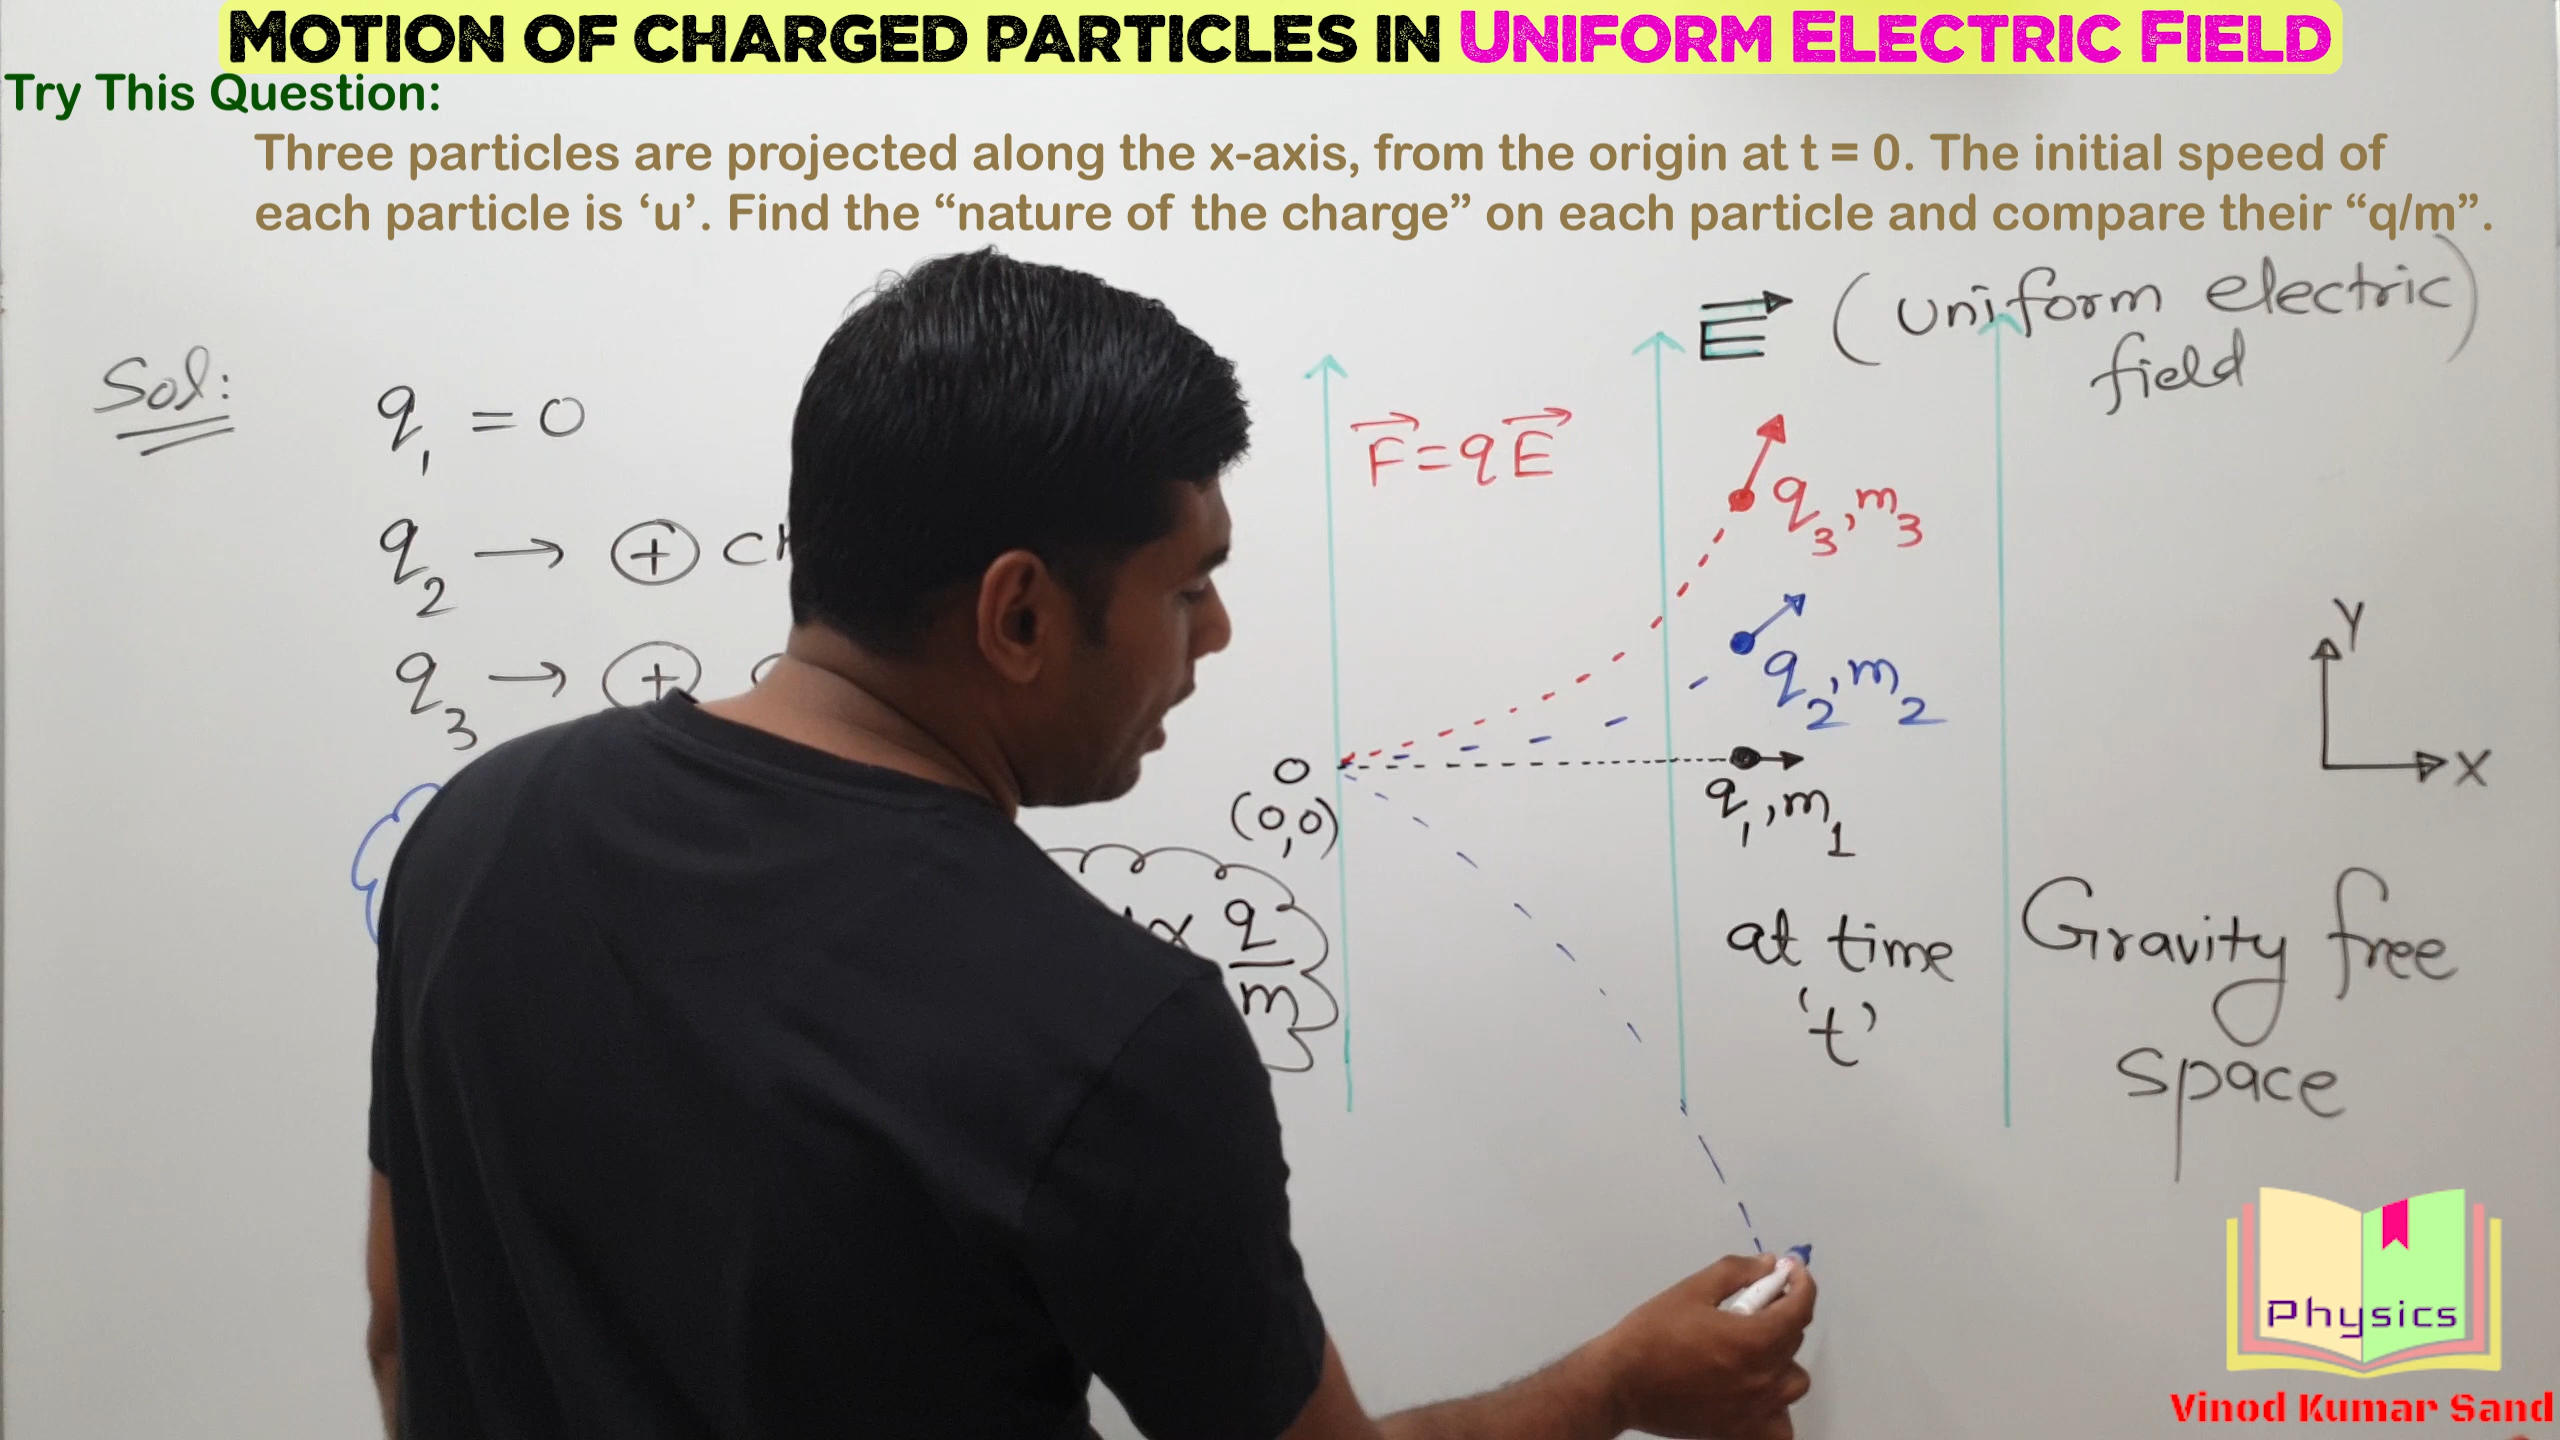 MOTION OF CHARGED PARTICLES IN UNIFORM ELECTRIC FIELD
Try This Question:
Three particles are projected along the x-axis, from the origin at t = 0. The initial speed of
each particle is ‘u’. Find the “nature of the charge” on each particle and compare their “q/m”.
E (uniform electric)
field
Sol:
q1 = 0
q2 → +
q3 → +
F = qE
q3, m3
q2, m2
O
(0,0)
q1, m1
Y
X
∝ q
m
at time
't'
Gravity free
space
Physics
Vinod Kumar Sand